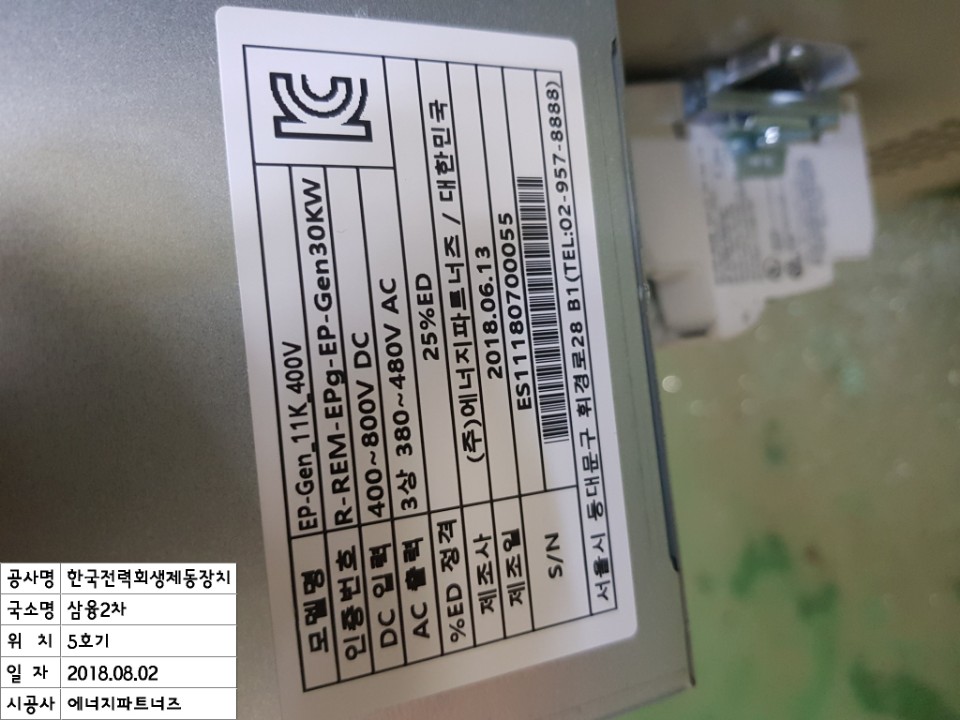 모델명 EP-Gen_11K_400V
인증번호 R-REM-EPg-EP-Gen30KW
DC 입력 400~800V DC
AC 출력 3상 380~480V AC
%ED 정격 25%ED
제조사 (주)에너지파트너즈 / 대한민국
제조일 2018.06.13
S/N ES11180700055
서울시 동대문구 휘경로28 B1(TEL:02-957-8888)
공사명 한국전력회생제동장치
국소명 삼융2차
위 치 5호기
일 자 2018.08.02
시공사 에너지파트너즈